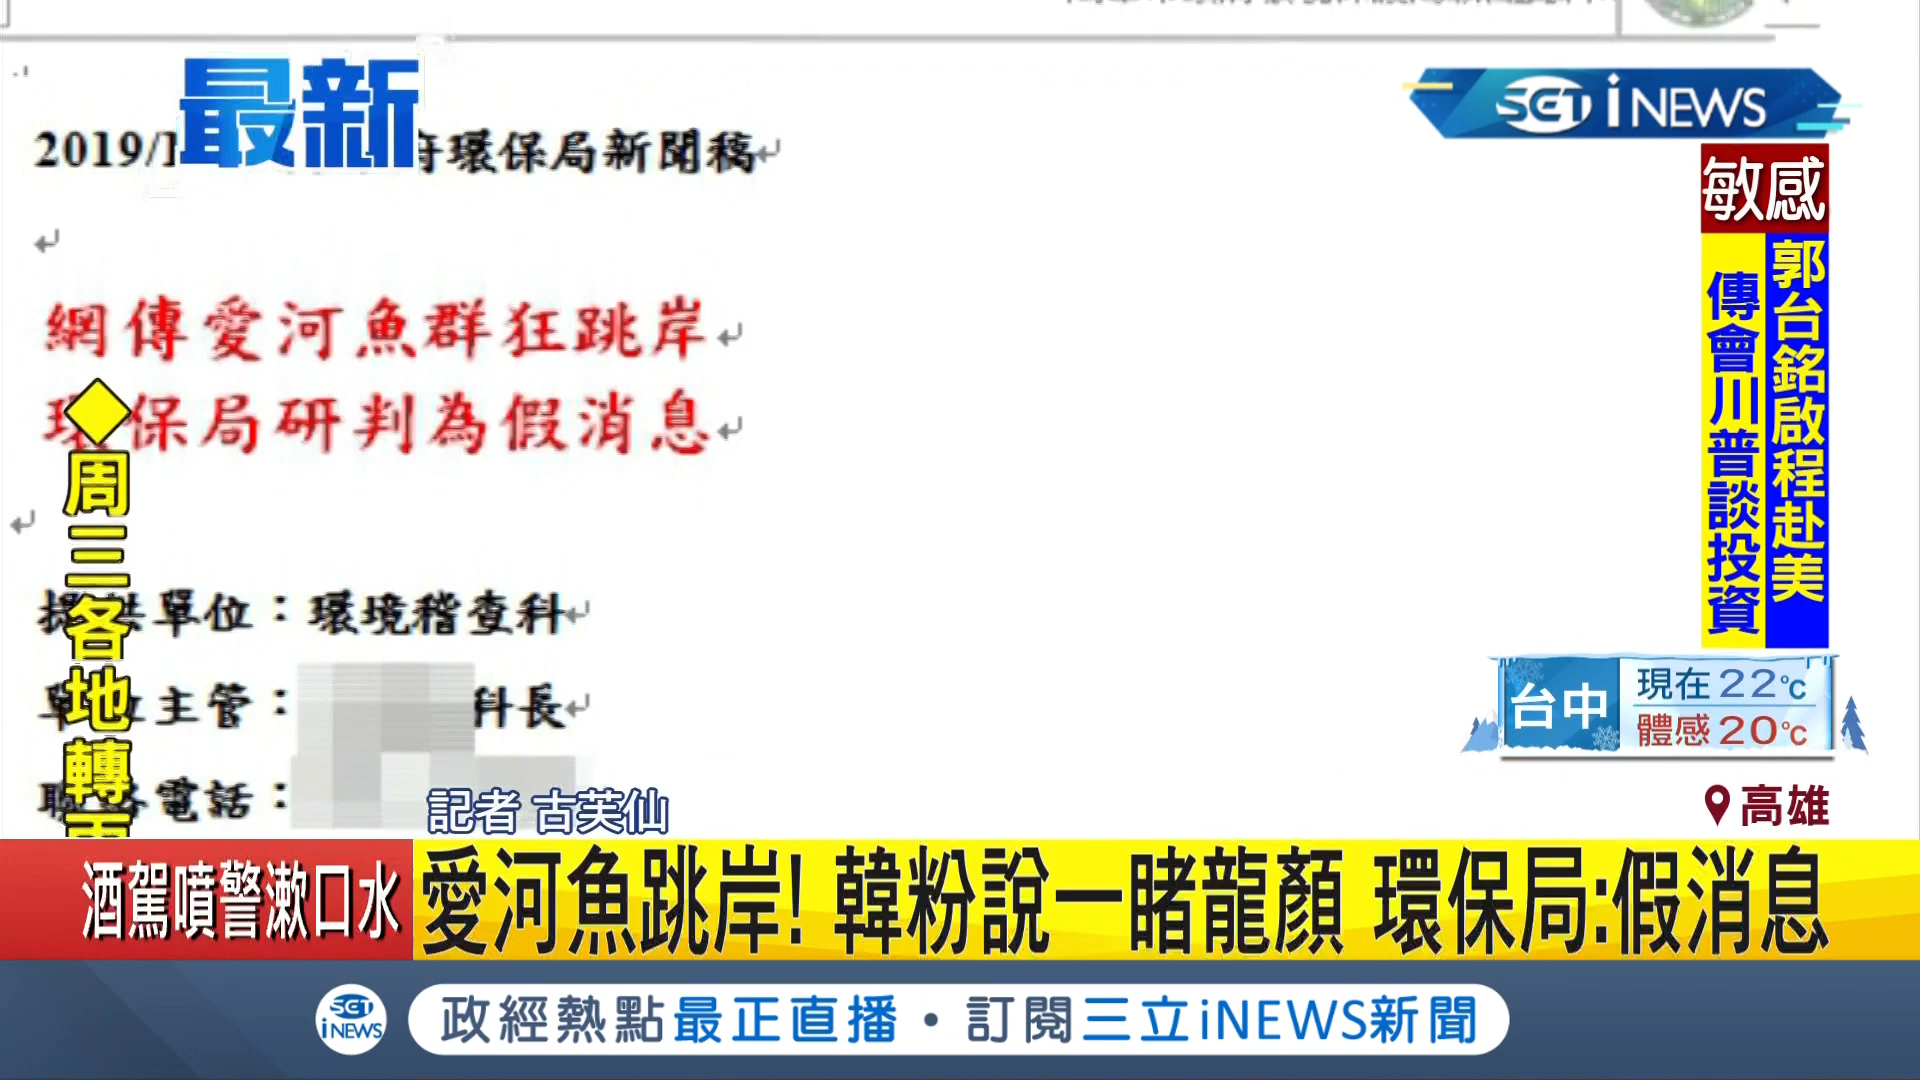 最新
2019/ 環保局新聞稿
網傳愛河魚群狂跳岸
保局研判為假消息
單位：環境稽查科
主管： 科長
電話：
◆周三各地轉
SET iNEWS
敏感
郭台銘啟程赴美
傳會川普談投資
台中
現在22°C
體感20°C
高雄
記者 古芙仙
酒駕噴警漱口水
愛河魚跳岸! 韓粉說一睹龍顏 環保局:假消息
SET iNEWS
政經熱點最正直播・訂閱三立iNEWS新聞